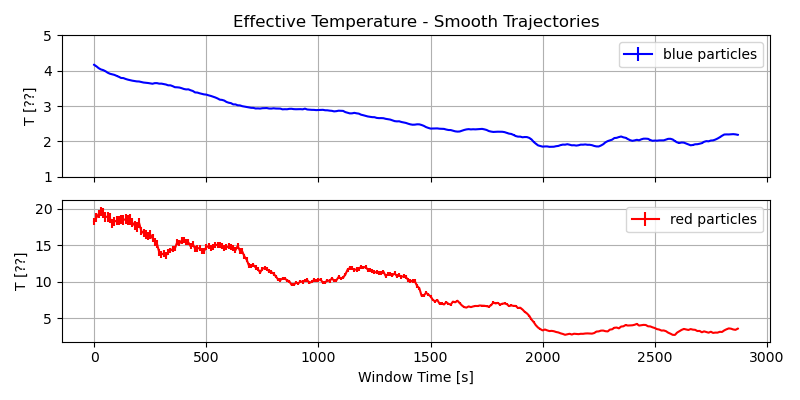 Effective Temperature - Smooth Trajectories
5
4
3
2
1
T [??]
blue particles
20
15
10
5
T [??]
red particles
0 500 1000 1500 2000 2500 3000
Window Time [s]